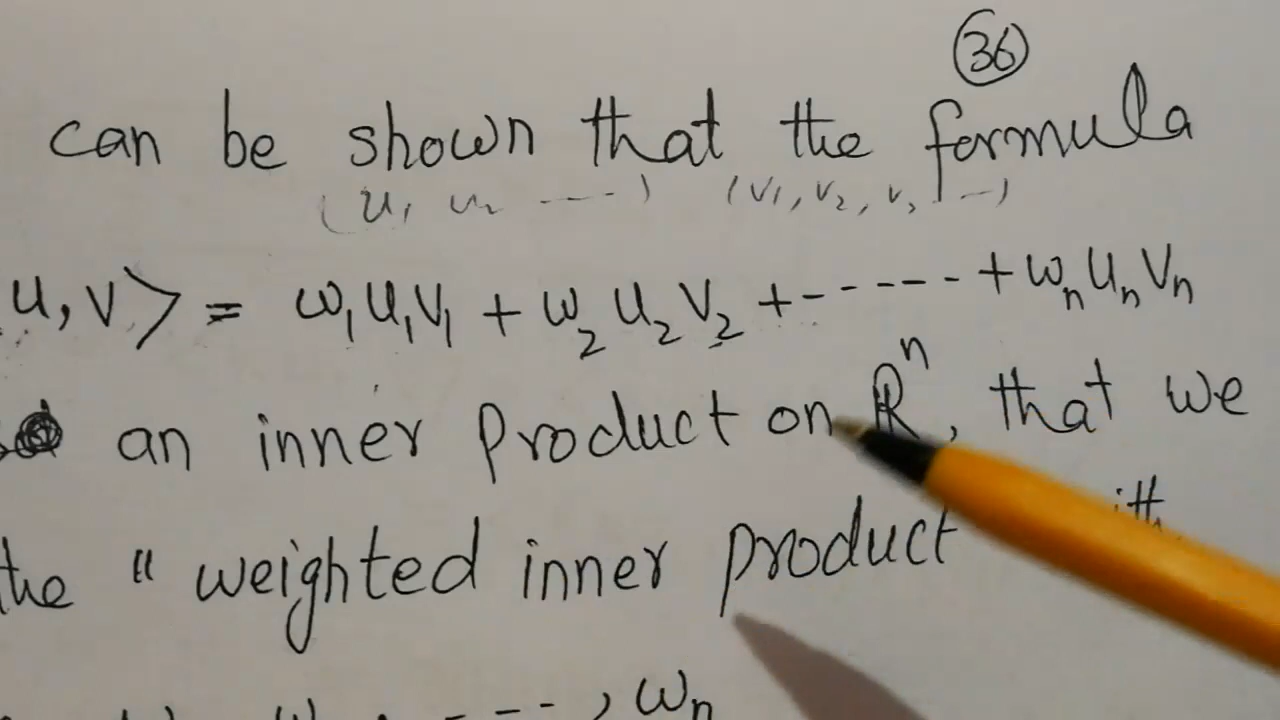 36
can be shown that the formula
(u1, u2 ----) (v1, v2, v3, --)
u, v> = w1u1v1 + w2u2v2 + ------ + wnunvn
an inner product on Rⁿ, that we
the " weighted inner product
---, wn